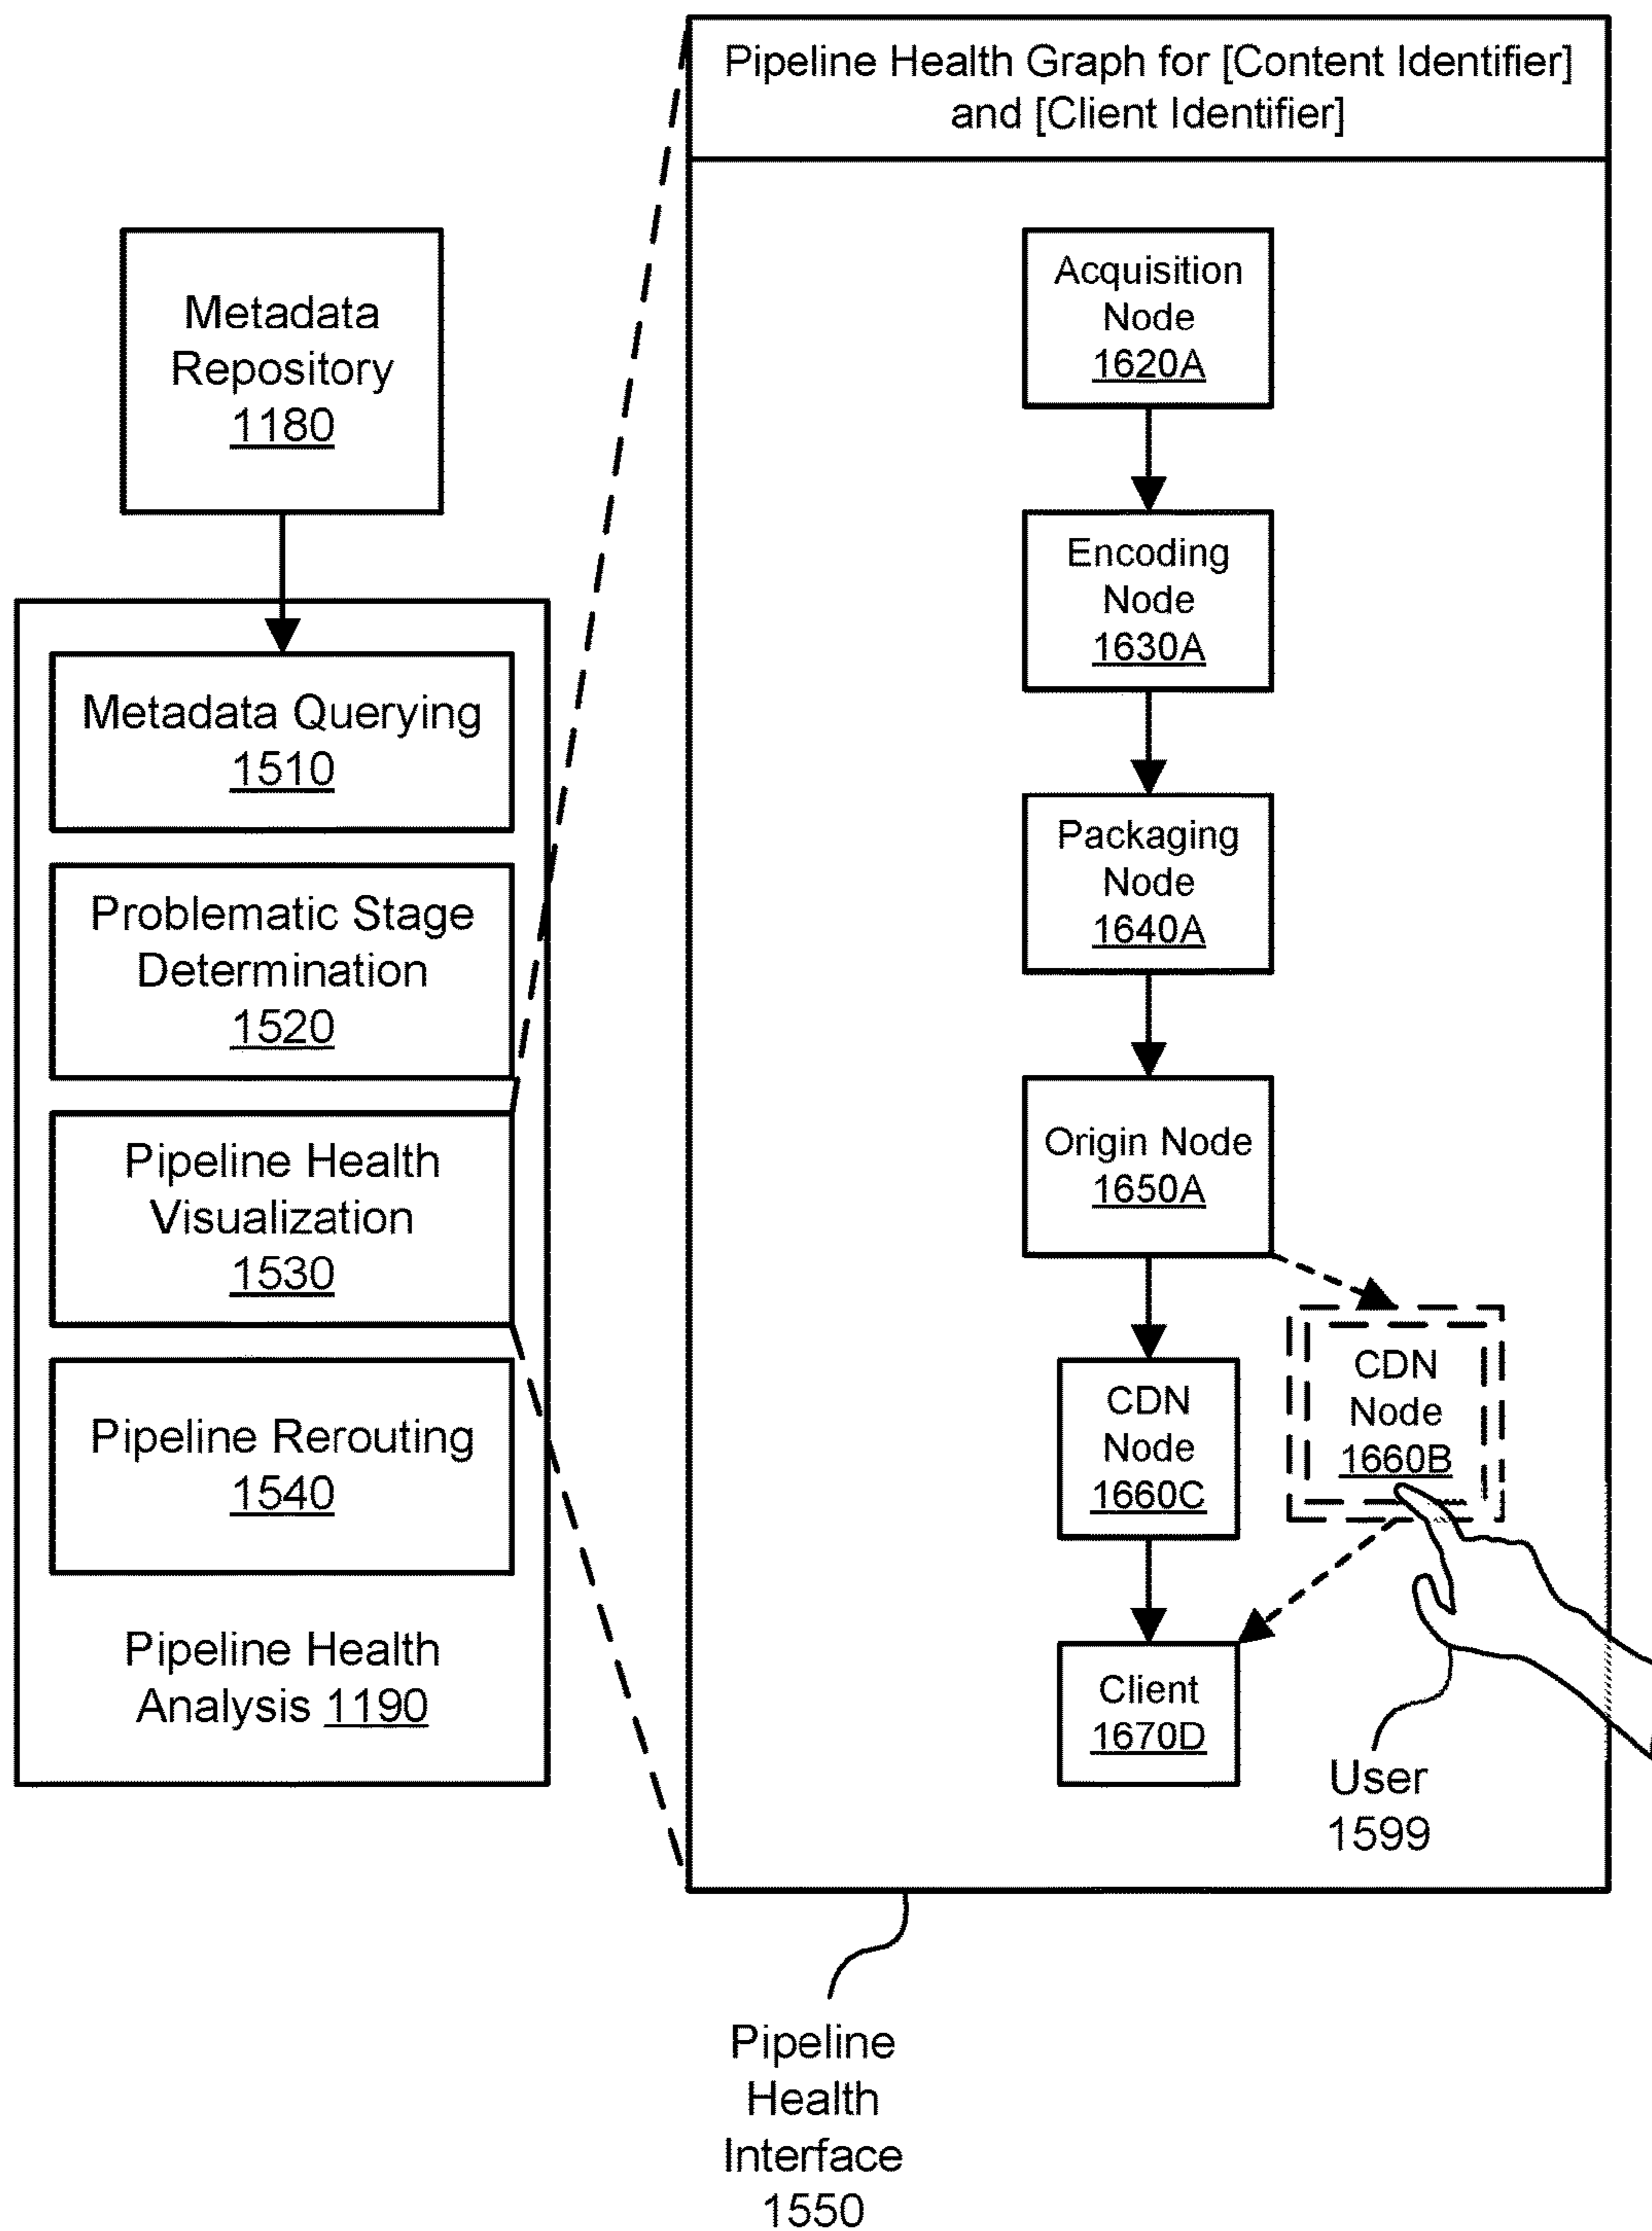 Metadata
Repository
1180
Metadata Querying
1510
Problematic Stage
Determination
1520
Pipeline Health
Visualization
1530
Pipeline Rerouting
1540
Pipeline Health
Analysis 1190
Pipeline Health Graph for [Content Identifier]
and [Client Identifier]
Acquisition
Node
1620A
Encoding
Node
1630A
Packaging
Node
1640A
Origin Node
1650A
CDN
Node
1660C
CDN
Node
1660B
Client
1670D
User
1599
Pipeline
Health
Interface
1550